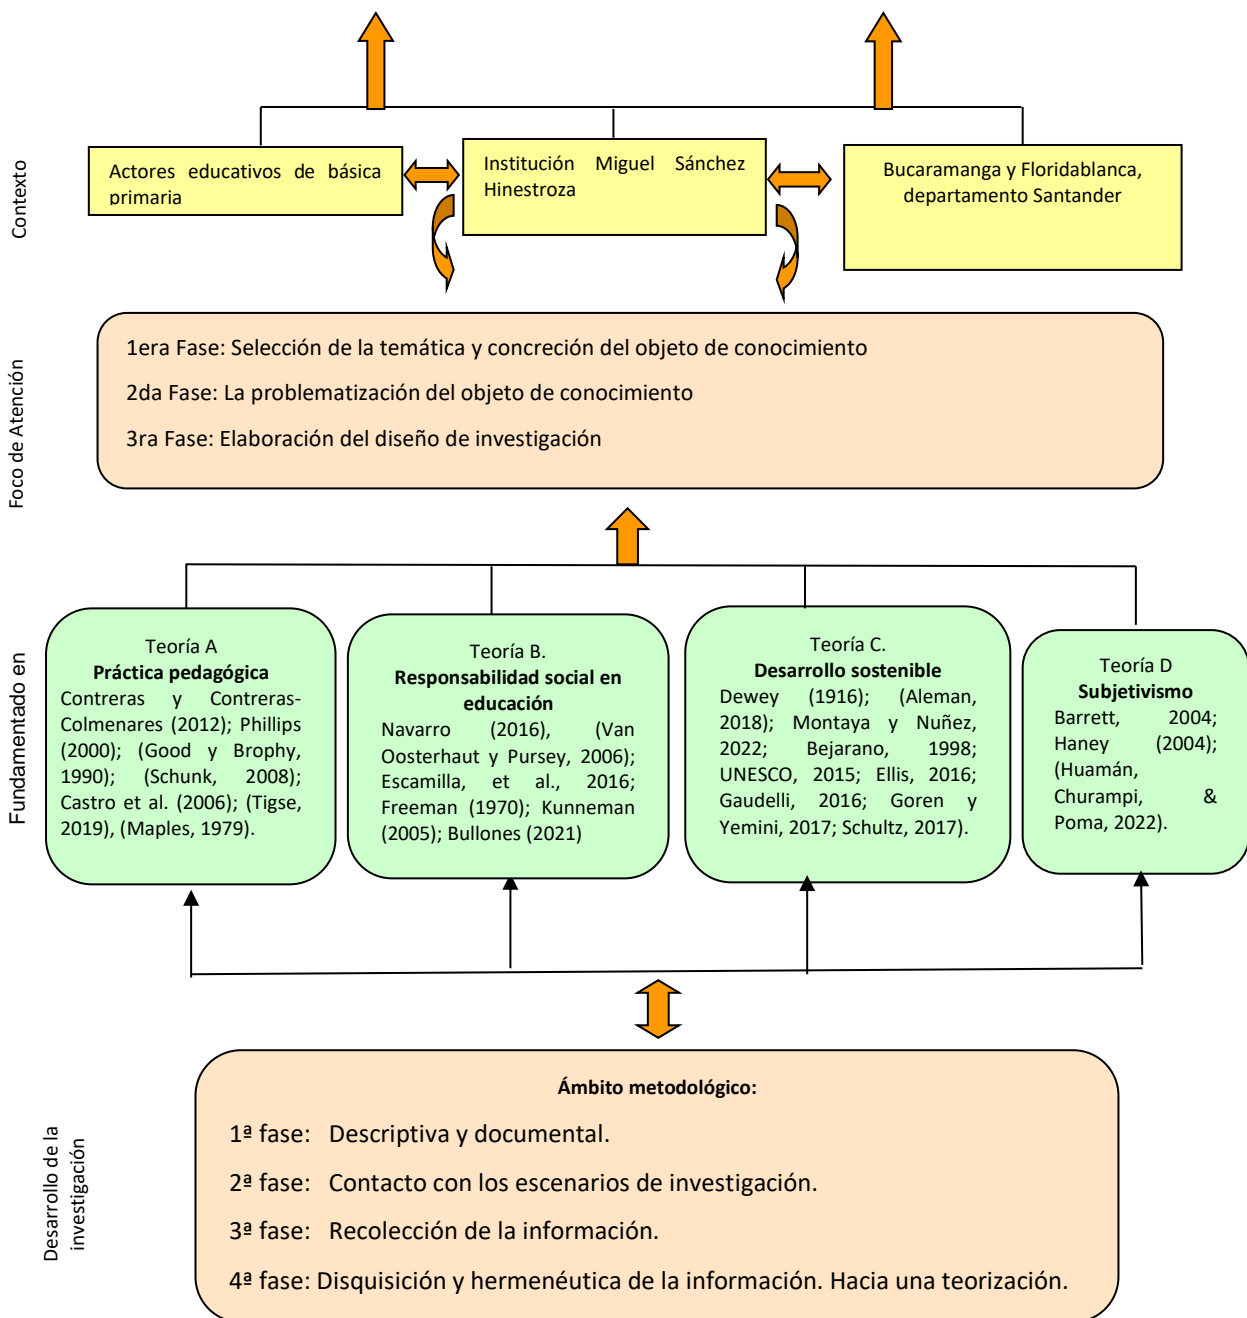 Contexto
Actores educativos de básica
primaria
Institución Miguel Sánchez
Hinestroza
Bucaramanga y Floridablanca,
departamento Santander
Foco de Atención
1era Fase: Selección de la temática y concreción del objeto de conocimiento
2da Fase: La problematización del objeto de conocimiento
3ra Fase: Elaboración del diseño de investigación
Fundamentado en
Teoría A
Práctica pedagógica
Contreras y Contreras-
Colmenares (2012); Phillips
(2000); (Good y Brophy,
1990); (Schunk, 2008);
Castro et al. (2006); (Tigse,
2019), (Maples, 1979).
Teoría B.
Responsabilidad social en
educación
Navarro (2016), (Van
Oosterhaut y Pursey, 2006);
Escamilla, et al., 2016;
Freeman (1970); Kunneman
(2005); Bullones (2021)
Teoría C.
Desarrollo sostenible
Dewey (1916); (Aleman,
2018); Montaya y Nuñez,
2022; Bejarano, 1998;
UNESCO, 2015; Ellis, 2016;
Gaudelli, 2016; Goren y
Yemini, 2017; Schultz, 2017).
Teoría D
Subjetivismo
Barrett, 2004;
Haney (2004);
(Huamán,
Churampi, &
Poma, 2022).
Desarrollo de la
investigación
Ámbito metodológico:
1ª fase: Descriptiva y documental.
2ª fase: Contacto con los escenarios de investigación.
3ª fase: Recolección de la información.
4ª fase: Disquisición y hermenéutica de la información. Hacia una teorización.